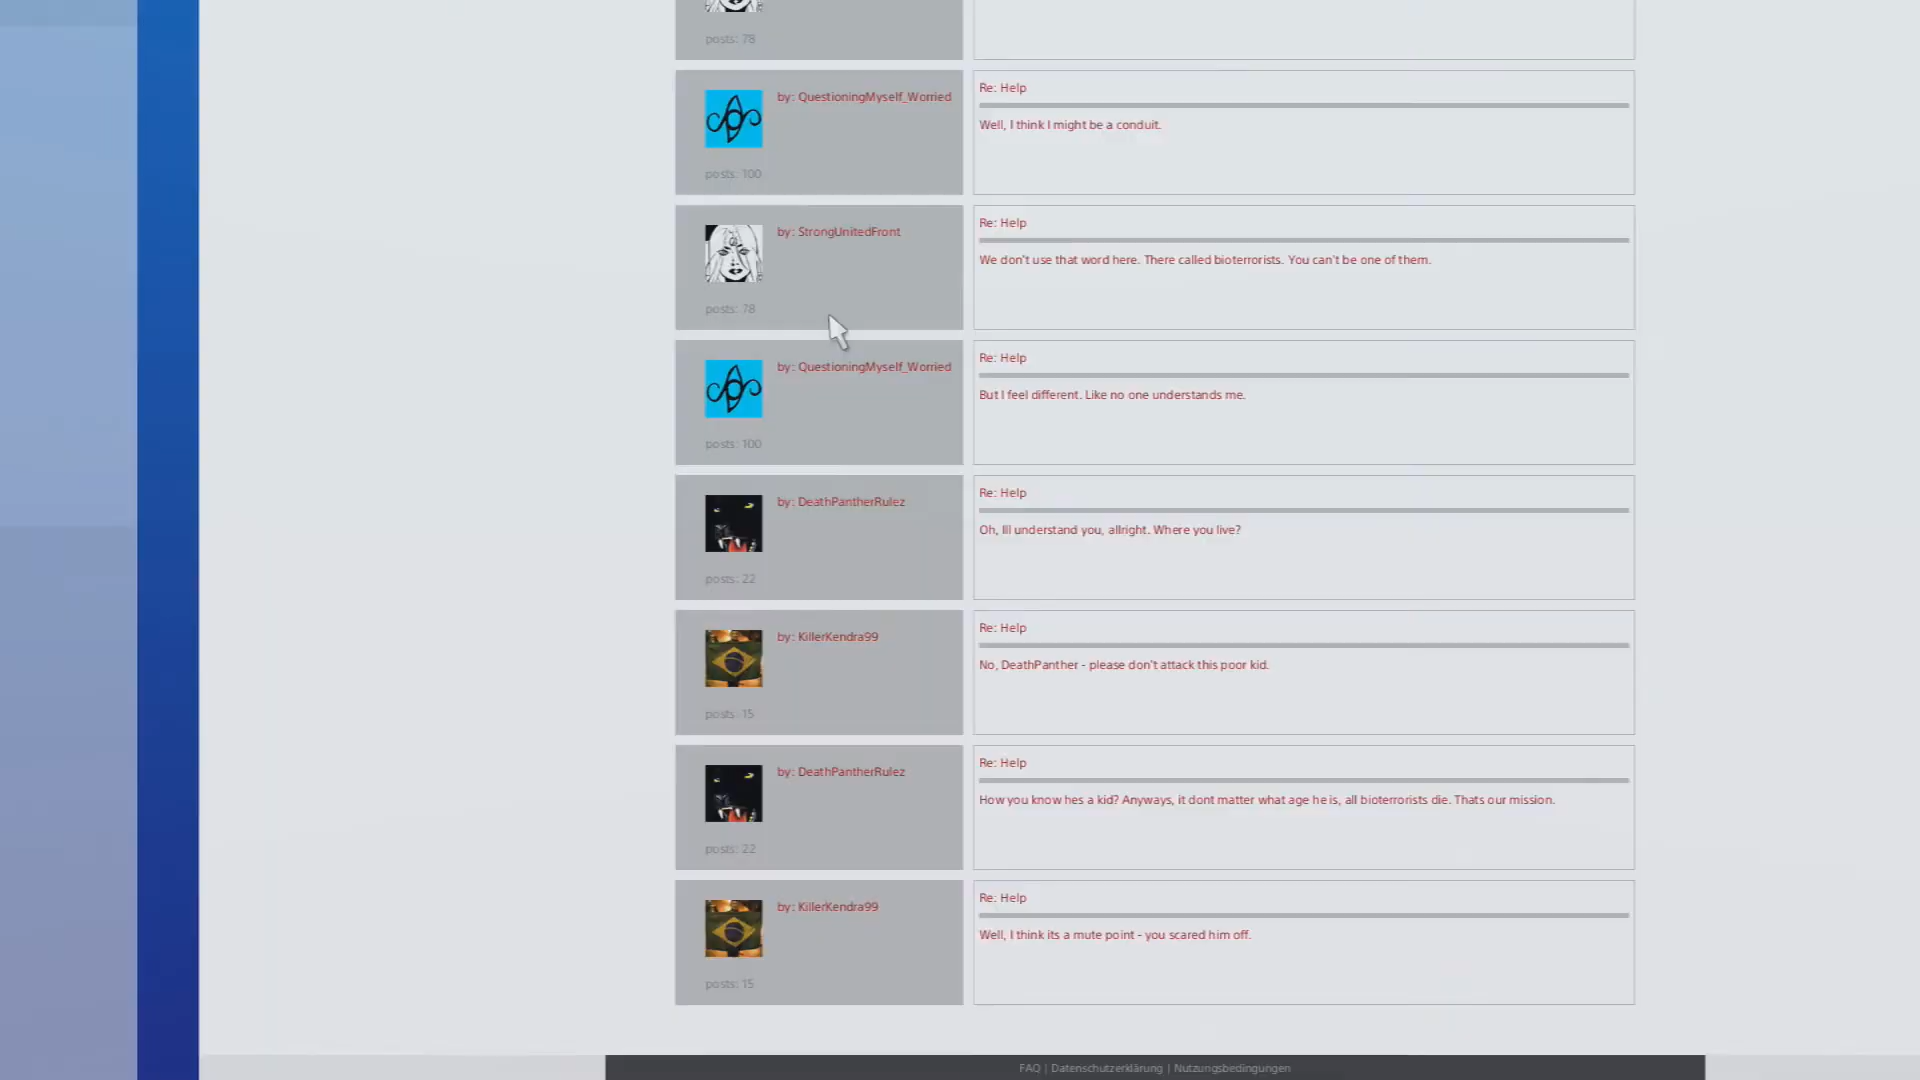 posts: 78
by: QuestioningMyself_Worried
posts: 100
Re: Help
Well, I think I might be a conduit.
by: StrongUnitedFront
posts: 78
Re: Help
We don't use that word here. There called bioterrorists. You can't be one of them.
by: QuestioningMyself_Worried
posts: 100
Re: Help
But I feel different. Like no one understands me.
by: DeathPantherRulez
posts: 22
Re: Help
Oh, Ill understand you, allright. Where you live?
by: KillerKendra99
posts: 15
Re: Help
No, DeathPanther - please don't attack this poor kid.
by: DeathPantherRulez
posts: 22
Re: Help
How you know hes a kid? Anyways, it dont matter what age he is, all bioterrorists die. Thats our mission.
by: KillerKendra99
posts: 15
Re: Help
Well, I think its a mute point - you scared him off.
FAQ | Datenschutzerklärung | Nutzungsbedingungen